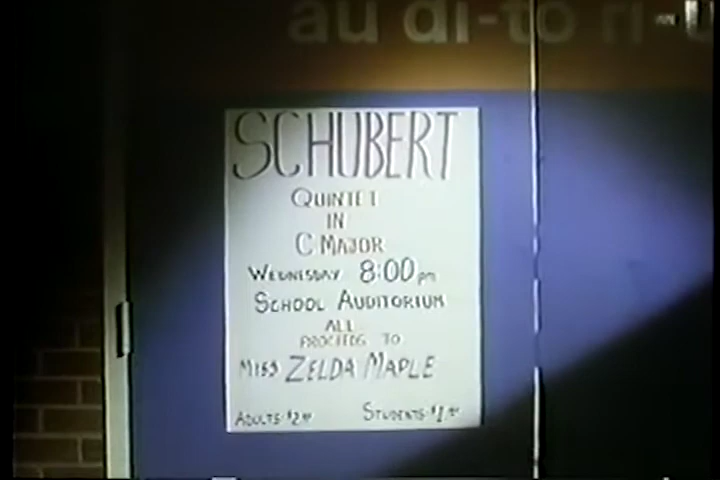 au di-to ri-u
SCHUBERT
QUINTET
IN
C MAJOR
WEDNESDAY 8:00 pm
SCHOOL AUDITORIUM
ALL
PROCEEDS TO
MISS ZELDA MAPLE
ADULTS-$2.00 STUDENTS-$1.00